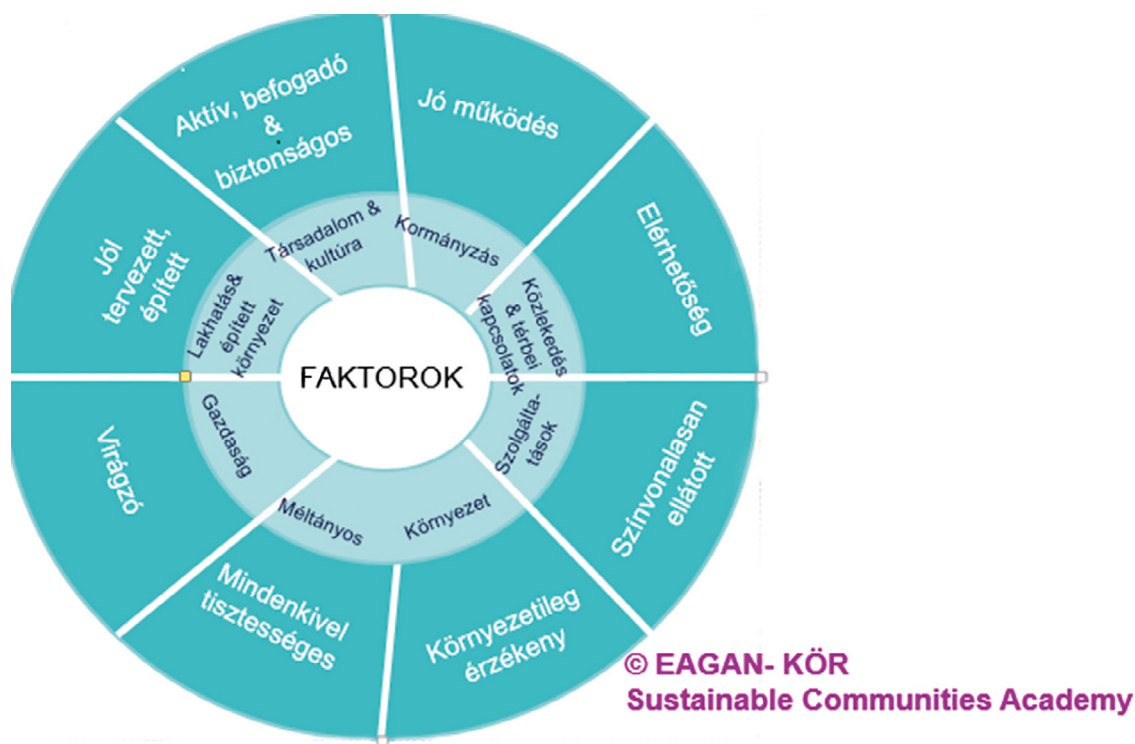 Aktív, befogadó
&
biztonságos
Jó működés
Elérhetőség
Színvonalasan
ellátott
Környezetileg
érzékeny
Mindenkivel
tisztességes
Virágzó
Jól
tervezett,
épített
Társadalom &
kultúra
Kormányzás
Közlekedés
& térbei
kapcsolatok
Szolgálta-
tások
Környezet
Méltányos
Gazdaság
Lakhatás&
épített
környezet
FAKTOROK
© EAGAN- KÖR
Sustainable Communities Academy